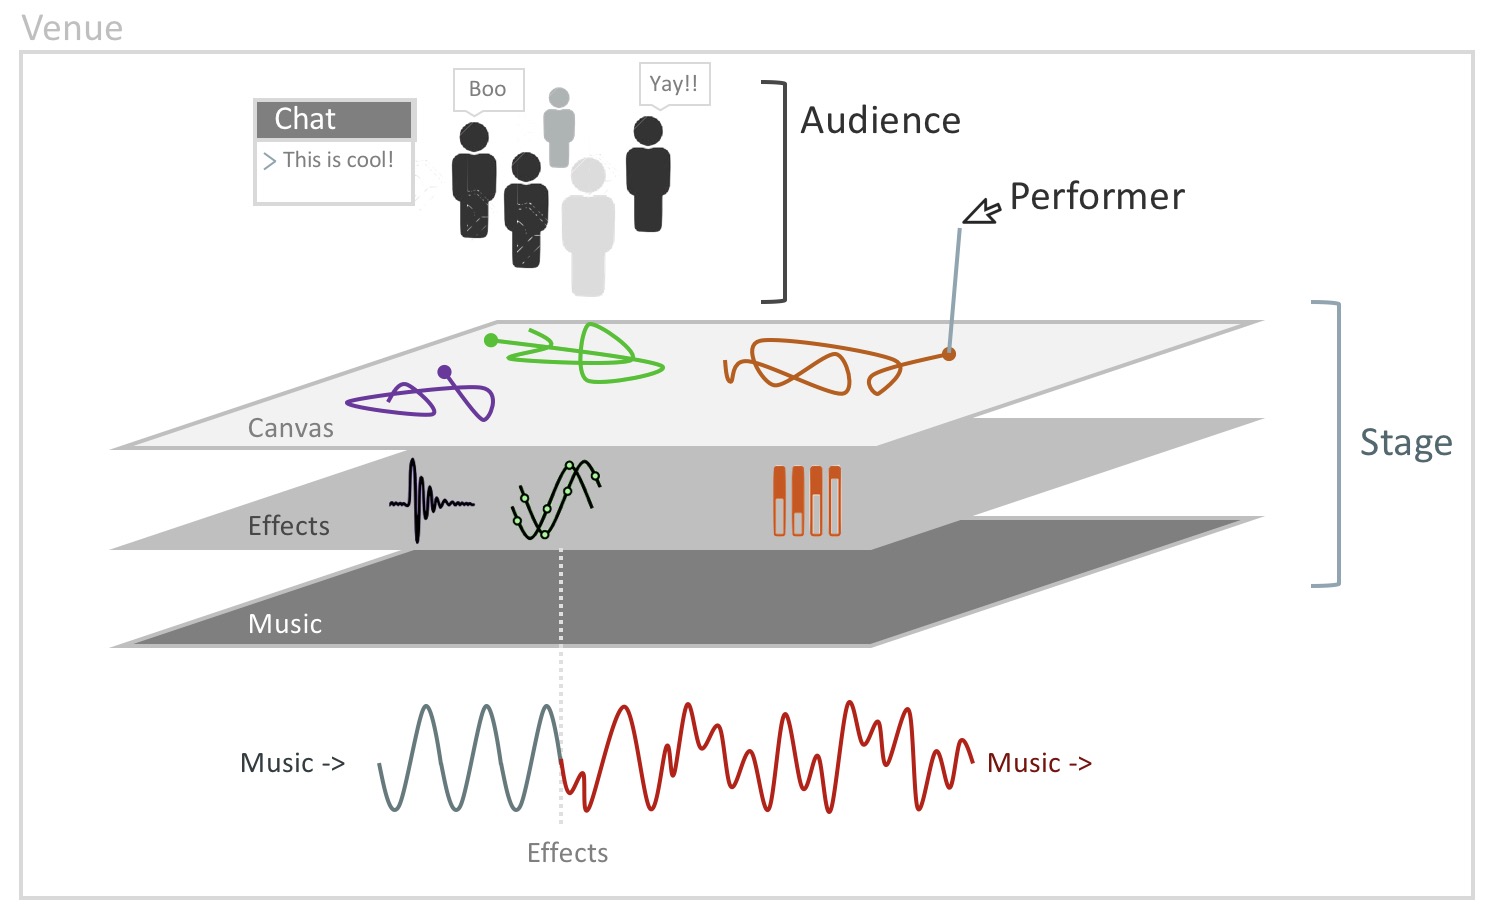 Venue
Boo
Yay!!
Chat
> This is cool!
Audience
Performer
Canvas
Stage
Effects
Music
Music ->
Music ->
Effects